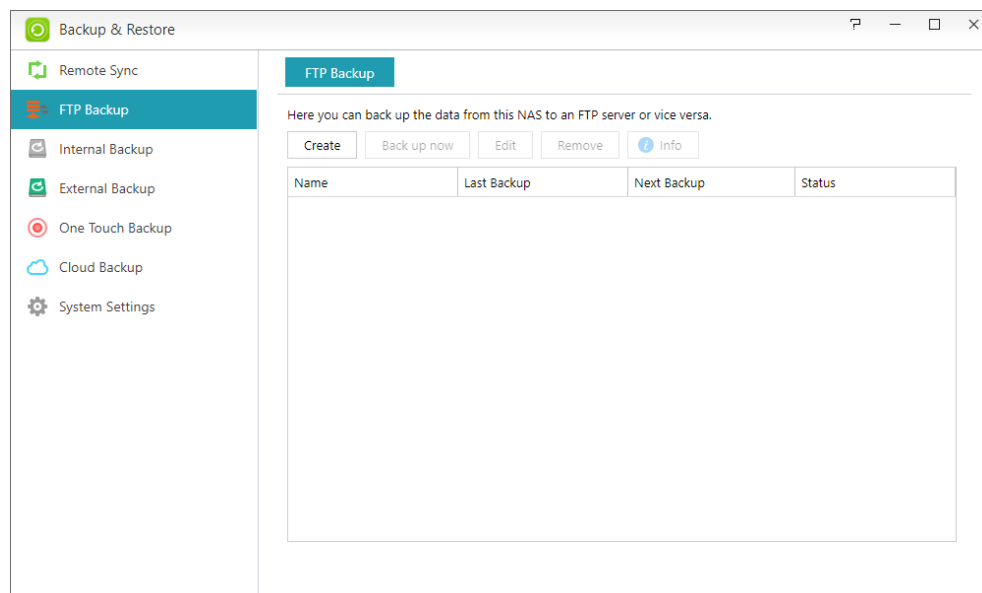 Backup & Restore
?
Remote Sync
FTP Backup
Internal Backup
External Backup
One Touch Backup
Cloud Backup
System Settings
FTP Backup
Here you can back up the data from this NAS to an FTP server or vice versa.
Create Back up now Edit Remove i Info
Name Last Backup Next Backup Status